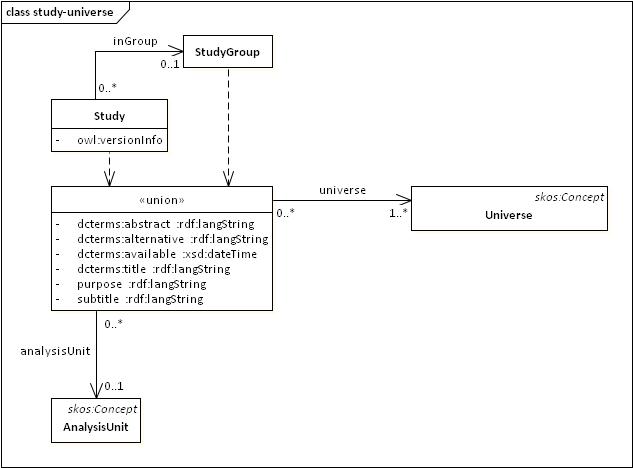 class study-universe
inGroup
StudyGroup
0..1
0..*
Study
- owl:versionInfo
«union»
- dcterms:abstract :rdf:langString
- dcterms:alternative :rdf:langString
- dcterms:available :xsd:dateTime
- dcterms:title :rdf:langString
- purpose :rdf:langString
- subtitle :rdf:langString
universe
0..*
1..*
skos:Concept
Universe
0..*
analysisUnit
0..1
skos:Concept
AnalysisUnit